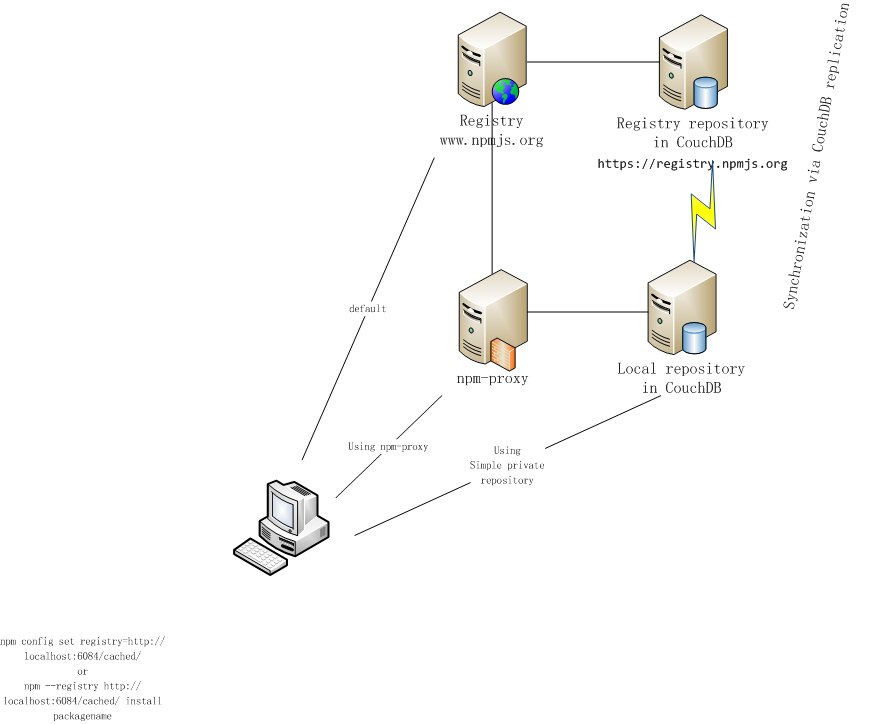 Registry
www.npmjs.org
Registry repository
in CouchDB
https://registry.npmjs.org
Synchronization via CouchDB replication
default
npm-proxy
Local repository
in CouchDB
Using npm-proxy
Using
Simple private
repository
npm config set registry=http://
localhost:6084/cached/
or
npm --registry http://
localhost:6084/cached/ install
packagename